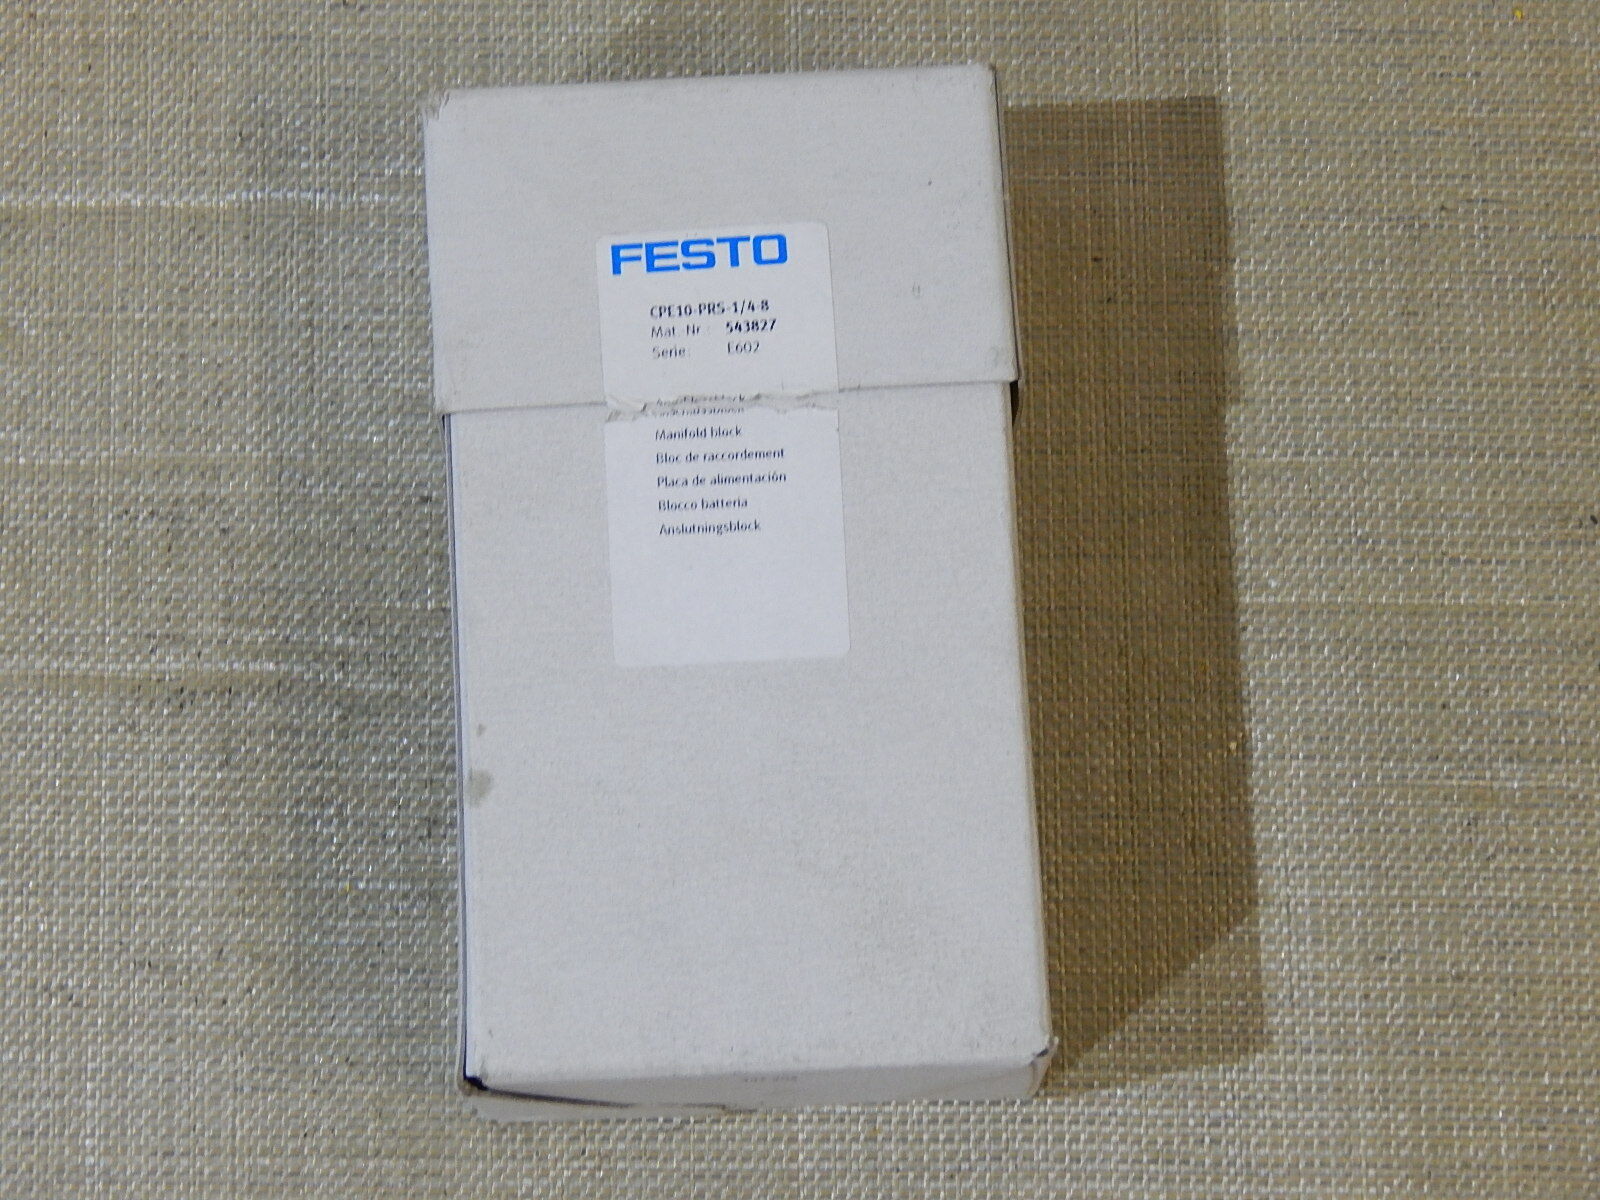 FESTO
CPE10-PRS-1/4-8
Mat.-Nr.: 543827
Serie: E602
Manifold block
Bloc de raccordement
Placa de alimentación
Blocco batteria
Anslutningsblock